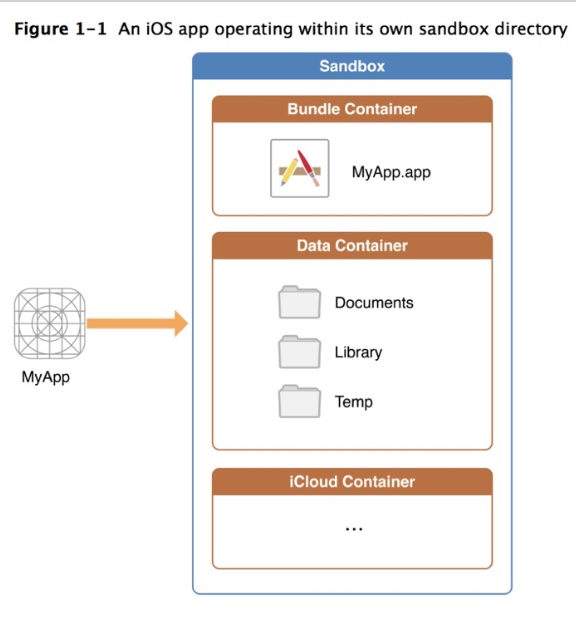 Figure 1-1 An iOS app operating within its own sandbox directory
Sandbox
Bundle Container
MyApp.app
Data Container
Documents
Library
Temp
MyApp
iCloud Container
...